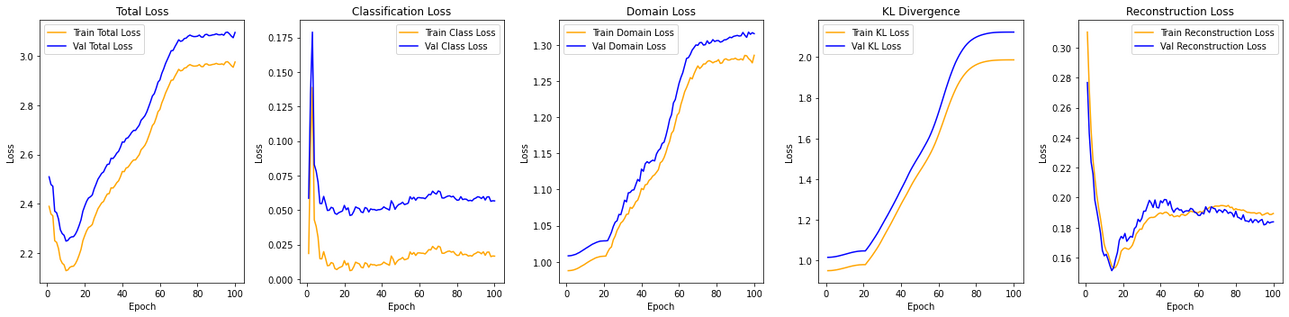 Total Loss
Train Total Loss
Val Total Loss
Loss
3.0
2.8
2.6
2.4
2.2
0 20 40 60 80 100
Epoch
Classification Loss
Train Class Loss
Val Class Loss
Loss
0.175
0.150
0.125
0.100
0.075
0.050
0.025
0.000
0 20 40 60 80 100
Epoch
Domain Loss
Train Domain Loss
Val Domain Loss
Loss
1.30
1.25
1.20
1.15
1.10
1.05
1.00
0 20 40 60 80 100
Epoch
KL Divergence
Train KL Loss
Val KL Loss
Loss
2.0
1.8
1.6
1.4
1.2
1.0
0 20 40 60 80 100
Epoch
Reconstruction Loss
Train Reconstruction Loss
Val Reconstruction Loss
Loss
0.30
0.28
0.26
0.24
0.22
0.20
0.18
0.16
0 20 40 60 80 100
Epoch